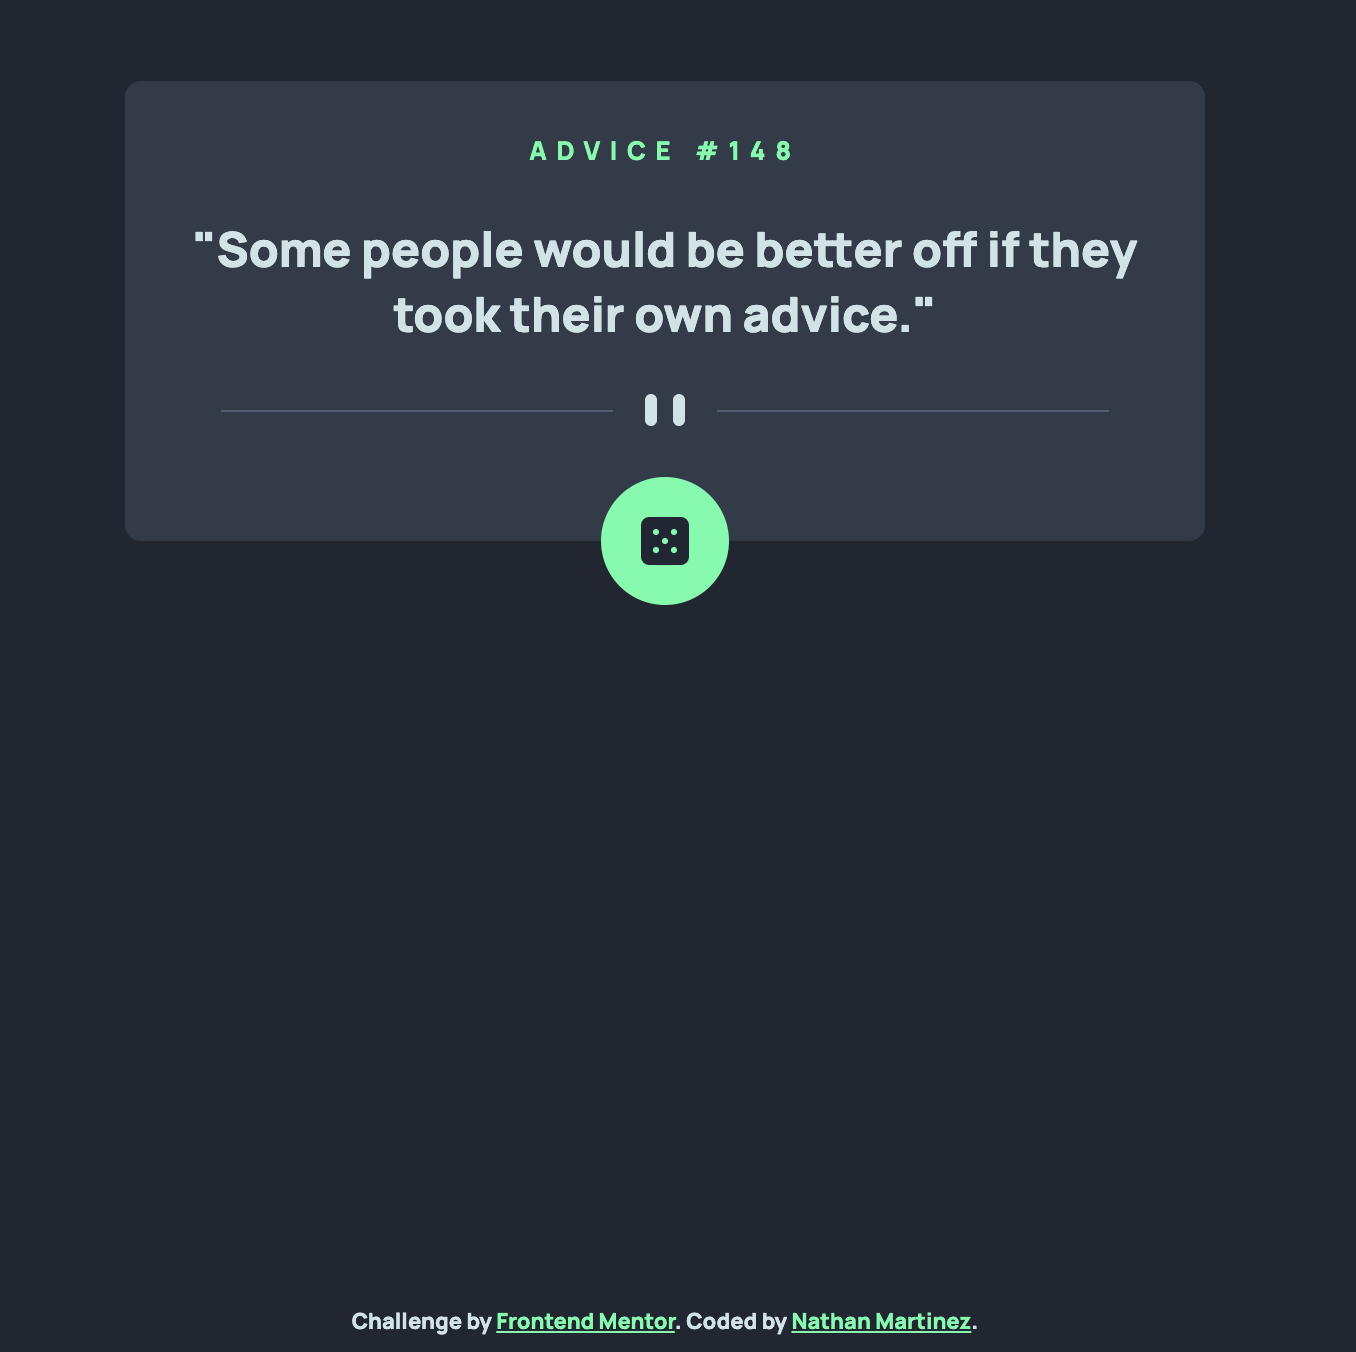 ADVICE #148
"Some people would be better off if they
took their own advice."
Challenge by Frontend Mentor. Coded by Nathan Martinez.